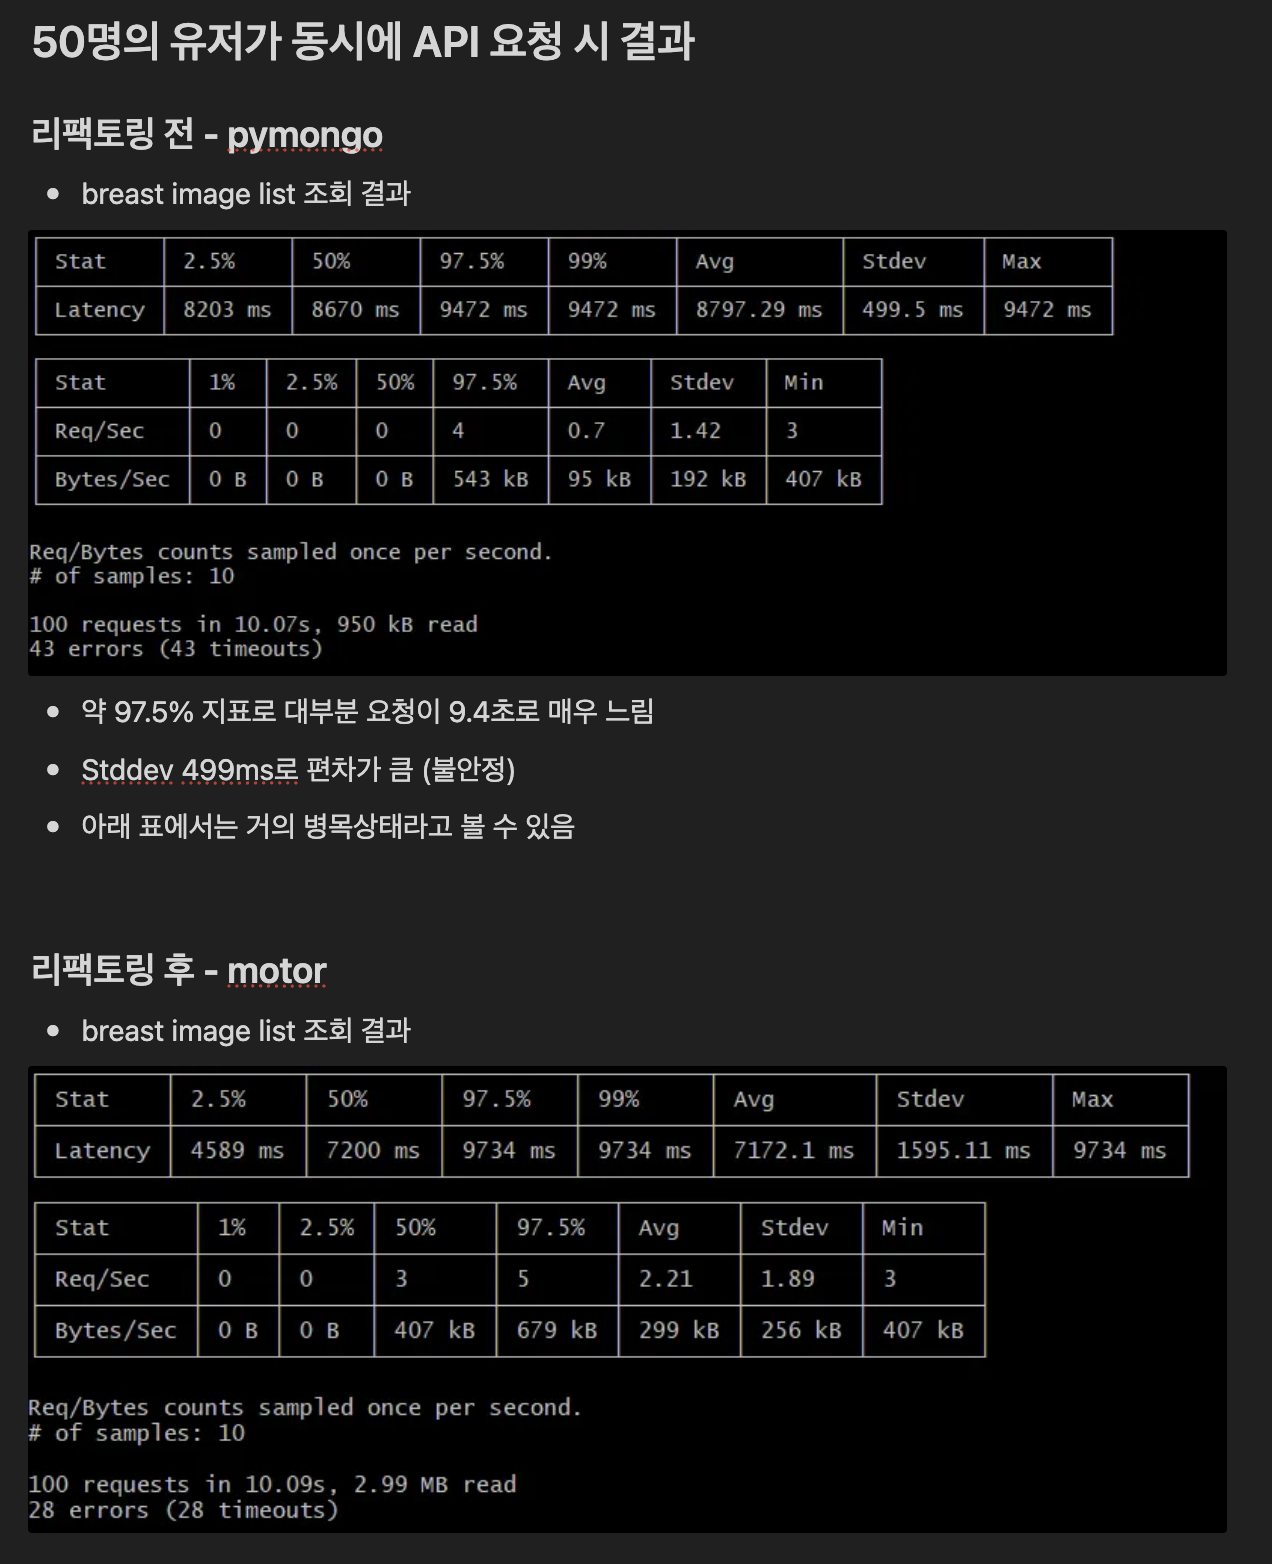 50명의 유저가 동시에 API 요청 시 결과
리팩토링 전 - pymongo
breast image list 조회 결과
Stat 2.5% 50% 97.5% 99% Avg Stdev Max
Latency 8203 ms 8670 ms 9472 ms 9472 ms 8797.29 ms 499.5 ms 9472 ms
Stat 1% 2.5% 50% 97.5% Avg Stdev Min
Req/Sec 0 0 0 4 0.7 1.42 3
Bytes/Sec 0 B 0 B 0 B 543 kB 95 kB 192 kB 407 kB
Req/Bytes counts sampled once per second.
# of samples: 10
100 requests in 10.07s, 950 kB read
43 errors (43 timeouts)
약 97.5% 지표로 대부분 요청이 9.4초로 매우 느림
Stddev 499ms로 편차가 큼 (불안정)
아래 표에서는 거의 병목상태라고 볼 수 있음
리팩토링 후 - motor
breast image list 조회 결과
Stat 2.5% 50% 97.5% 99% Avg Stdev Max
Latency 4589 ms 7200 ms 9734 ms 9734 ms 7172.1 ms 1595.11 ms 9734 ms
Stat 1% 2.5% 50% 97.5% Avg Stdev Min
Req/Sec 0 0 3 5 2.21 1.89 3
Bytes/Sec 0 B 0 B 407 kB 679 kB 299 kB 256 kB 407 kB
Req/Bytes counts sampled once per second.
# of samples: 10
100 requests in 10.09s, 2.99 MB read
28 errors (28 timeouts)